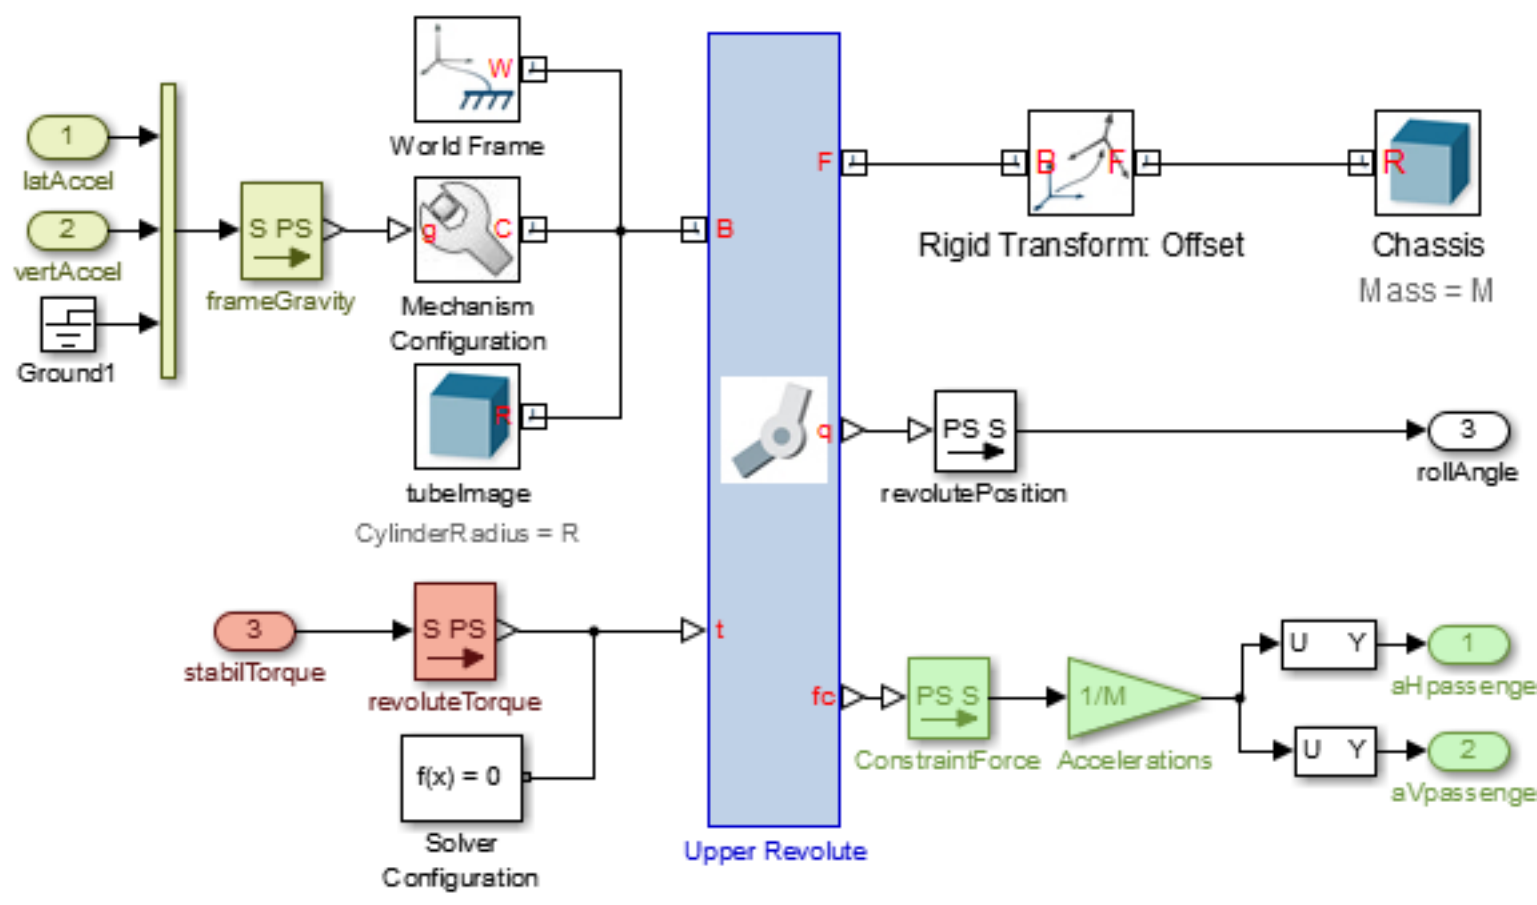 W
World Frame
1
latAccel
2
vertAccel
Ground1
S PS
frameGravity
g
C
Mechanism
Configuration
R
tubeImage
CylinderRadius = R
3
stabilTorque
S PS
revoluteTorque
f(x) = 0
Solver
Configuration
B
t
F
q
fc
Upper Revolute
B
F
Rigid Transform: Offset
R
Chassis
Mass = M
PS S
revolutePosition
3
rollAngle
PS S
ConstraintForce
1/M
Accelerations
U Y
1
aHpassenge
U Y
2
aVpassenge